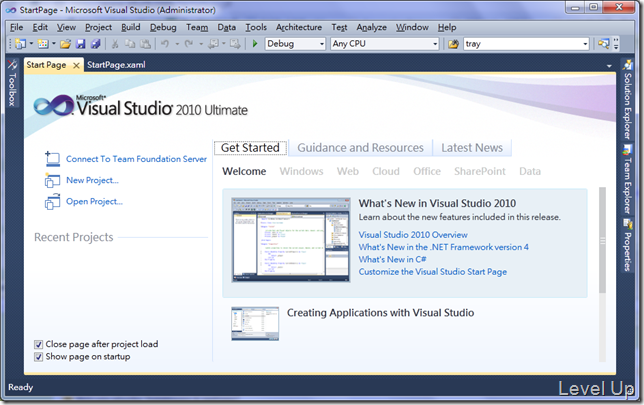 StartPage - Microsoft Visual Studio (Administrator)
File Edit View Project Build Debug Team Data Tools Architecture Test Analyze Window Help
Debug Any CPU tray
Start Page StartPage.xaml
Toolbox
Microsoft®
Visual Studio® 2010 Ultimate
Connect To Team Foundation Server
New Project...
Open Project...
Recent Projects
Close page after project load
Show page on startup
Get Started Guidance and Resources Latest News
Welcome Windows Web Cloud Office SharePoint Data
What's New in Visual Studio 2010
Learn about the new features included in this release.
Visual Studio 2010 Overview
What's New in the .NET Framework version 4
What's New in C#
Customize the Visual Studio Start Page
Creating Applications with Visual Studio
Solution Explorer
Team Explorer
Properties
Ready
Level Up